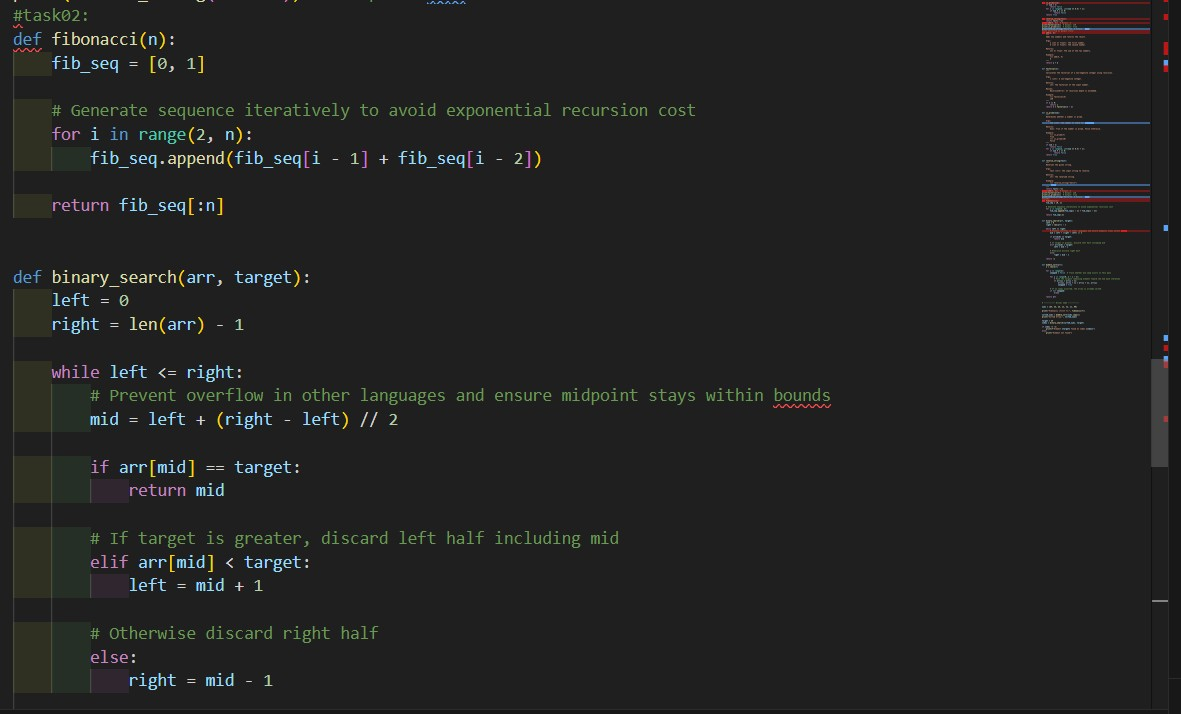 #task02:
def fibonacci(n):
    fib_seq = [0, 1]
    # Generate sequence iteratively to avoid exponential recursion cost
    for i in range(2, n):
        fib_seq.append(fib_seq[i - 1] + fib_seq[i - 2])
    return fib_seq[:n]
def binary_search(arr, target):
    left = 0
    right = len(arr) - 1
    while left <= right:
        # Prevent overflow in other languages and ensure midpoint stays within bounds
        mid = left + (right - left) // 2
        if arr[mid] == target:
            return mid
        # If target is greater, discard left half including mid
        elif arr[mid] < target:
            left = mid + 1
        # Otherwise discard right half
        else:
            right = mid - 1